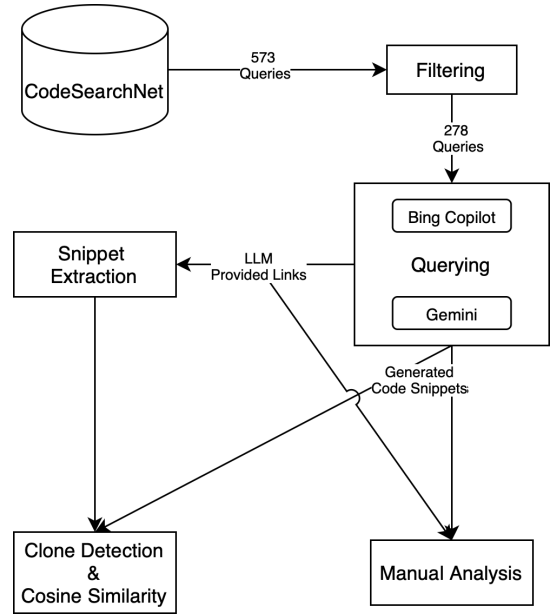 CodeSearchNet
573
Queries
Filtering
278
Queries
Bing Copilot
Querying
Gemini
LLM
Provided Links
Snippet
Extraction
Generated
Code Snippets
Clone Detection
&
Cosine Similarity
Manual Analysis